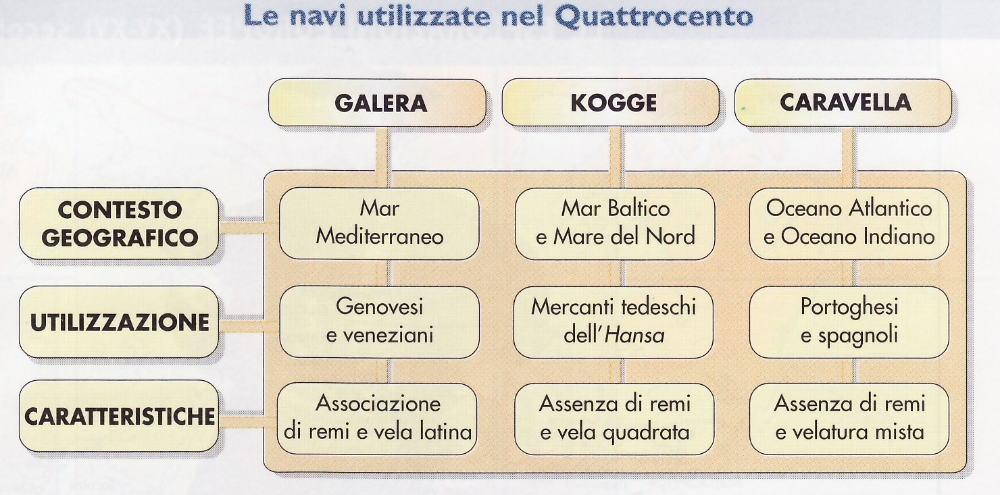 Le navi utilizzate nel Quattrocento
GALERA
KOGGE
CARAVELLA
CONTESTO
GEOGRAFICO
Mar
Mediterraneo
Mar Baltico
e Mare del Nord
Oceano Atlantico
e Oceano Indiano
UTILIZZAZIONE
Genovesi
e veneziani
Mercanti tedeschi
dell'Hansa
Portoghesi
e spagnoli
CARATTERISTICHE
Associazione
di remi e vela latina
Assenza di remi
e vela quadrata
Assenza di remi
e velatura mista